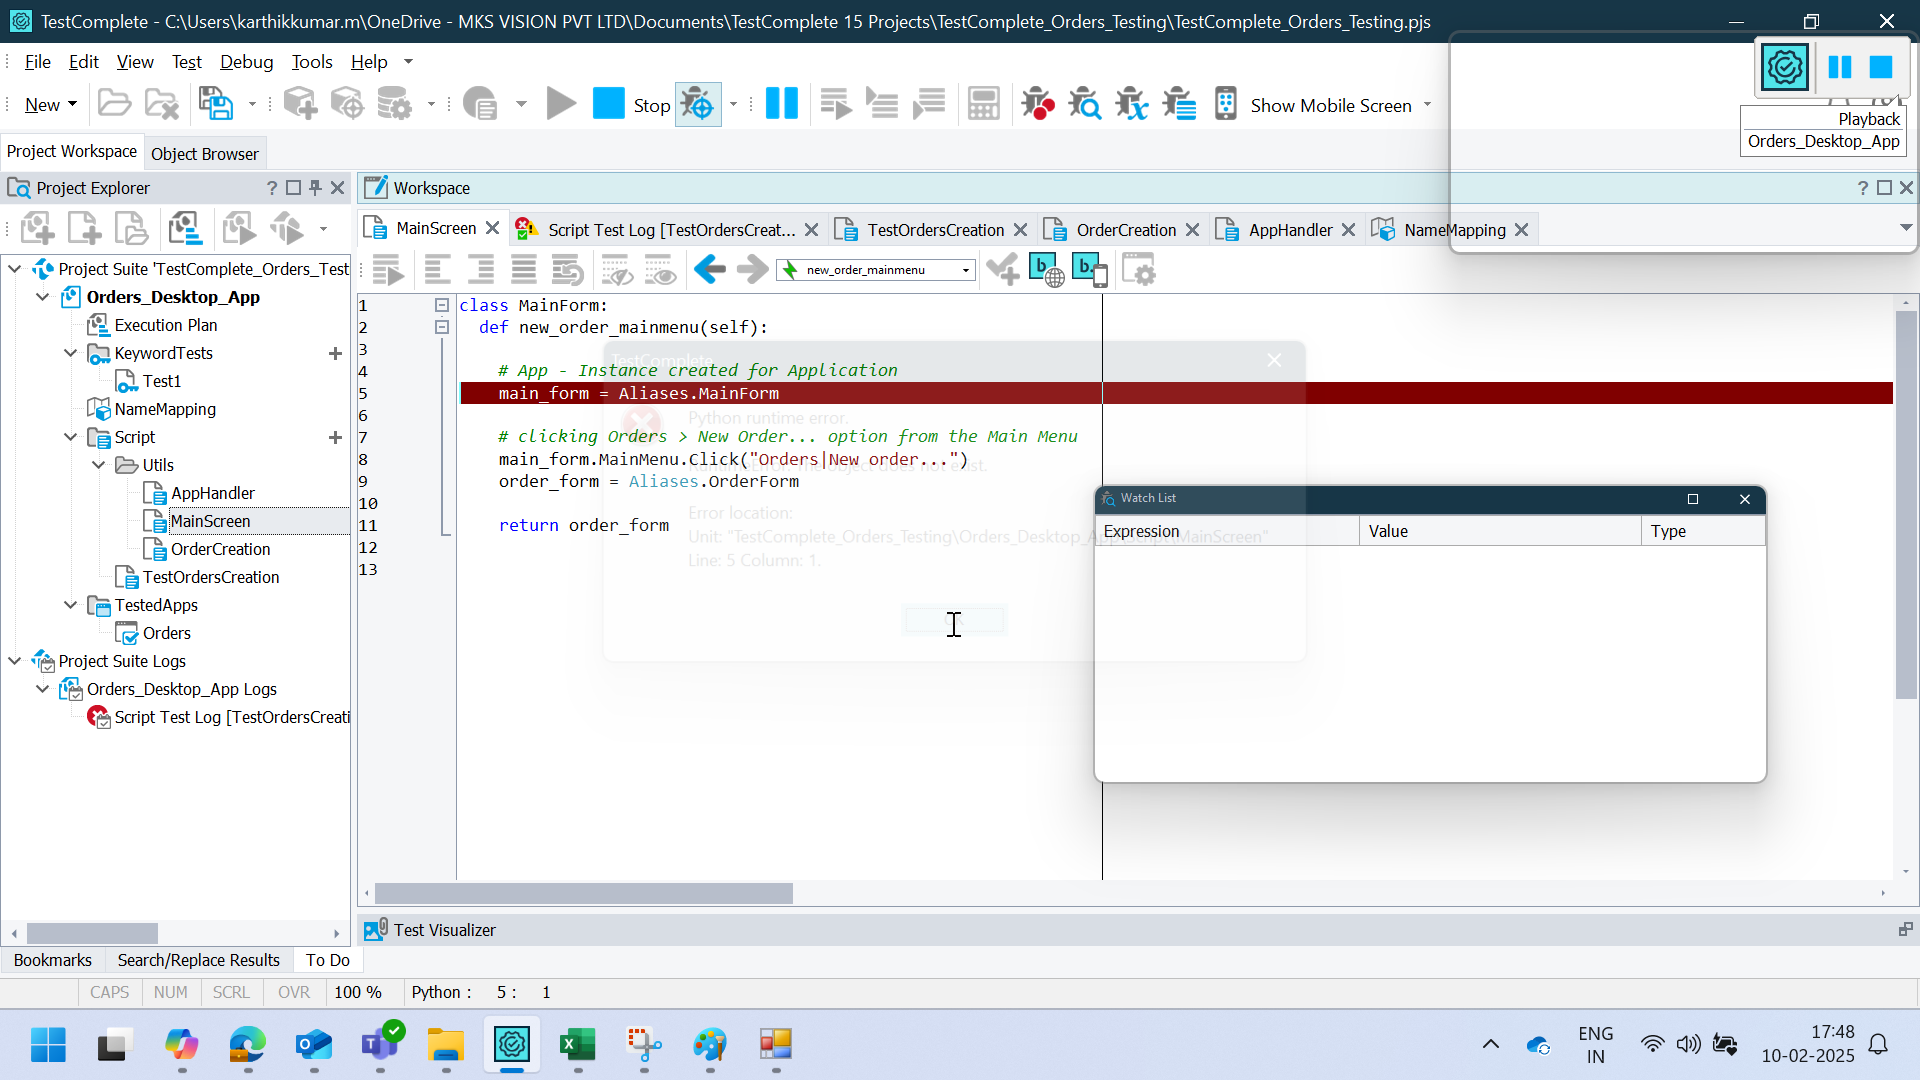 TestComplete - C:\Users\karthikkumar.m\OneDrive - MKS VISION PVT LTD\Documents\TestComplete 15 Projects\TestComplete_Orders_Testing\TestComplete_Orders_Testing.pjs
File Edit View Test Debug Tools Help
New Stop Show Mobile Screen
Playback
Orders_Desktop_App
Project Workspace Object Browser
Project Explorer
Workspace
MainScreen Script Test Log [TestOrdersCreat... TestOrdersCreation OrderCreation AppHandler NameMapping
new_order_mainmenu
Project Suite 'TestComplete_Orders_Test
Orders_Desktop_App
Execution Plan
KeywordTests
Test1
NameMapping
Script
Utils
AppHandler
MainScreen
OrderCreation
TestOrdersCreation
TestedApps
Orders
Project Suite Logs
Orders_Desktop_App Logs
Script Test Log [TestOrdersCreati
1 class MainForm:
2 def new_order_mainmenu(self):
3
4 # App - Instance created for Application
5 main_form = Aliases.MainForm
6
7 # clicking Orders > New Order... option from the Main Menu
8 main_form.MainMenu.Click("Orders|New order...")
9 order_form = Aliases.OrderForm
10
11 return order_form
12
13
TestComplete
Python runtime error.
RuntimeError: The object does not exist.
Error location:
Unit: "TestComplete_Orders_Testing\Orders_Desktop_App\Script\MainScreen"
Line: 5 Column: 1.
OK
Watch List
Expression Value Type
Test Visualizer
Bookmarks Search/Replace Results To Do
CAPS NUM SCRL OVR 100 % Python : 5 : 1
ENG
IN
17:48
10-02-2025